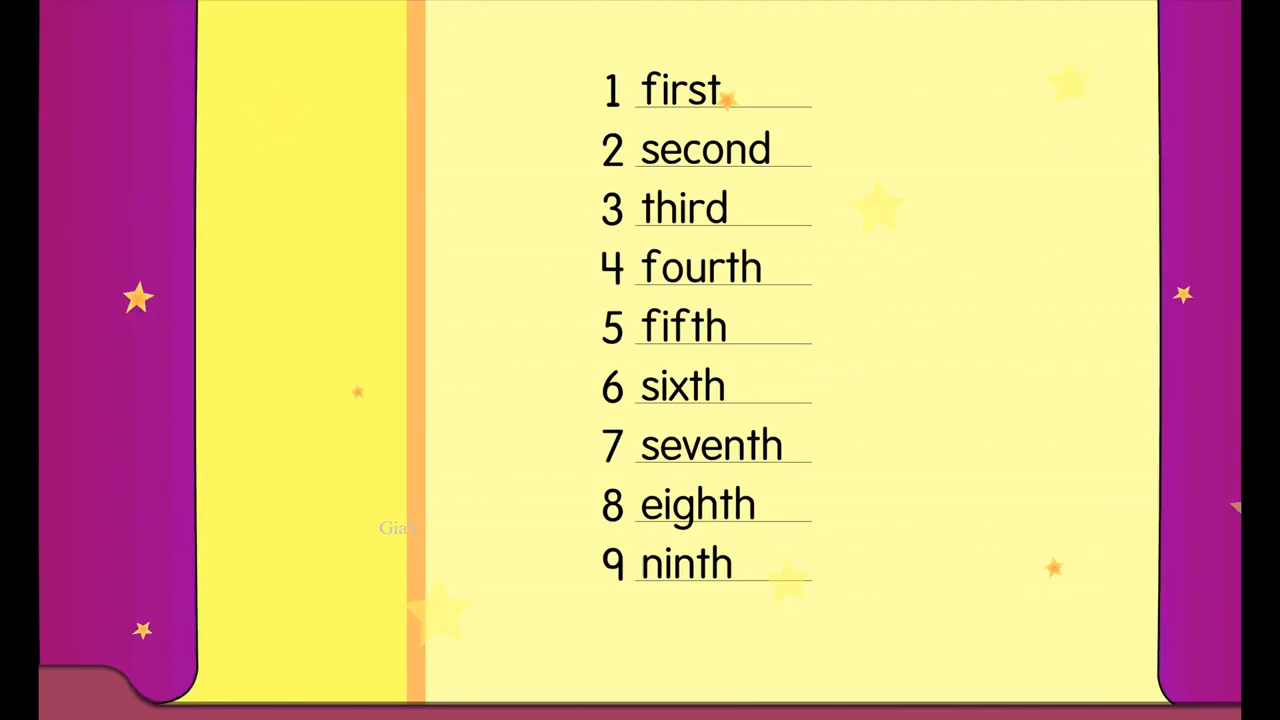 1 first
2 second
3 third
4 fourth
5 fifth
6 sixth
7 seventh
8 eighth
9 ninth